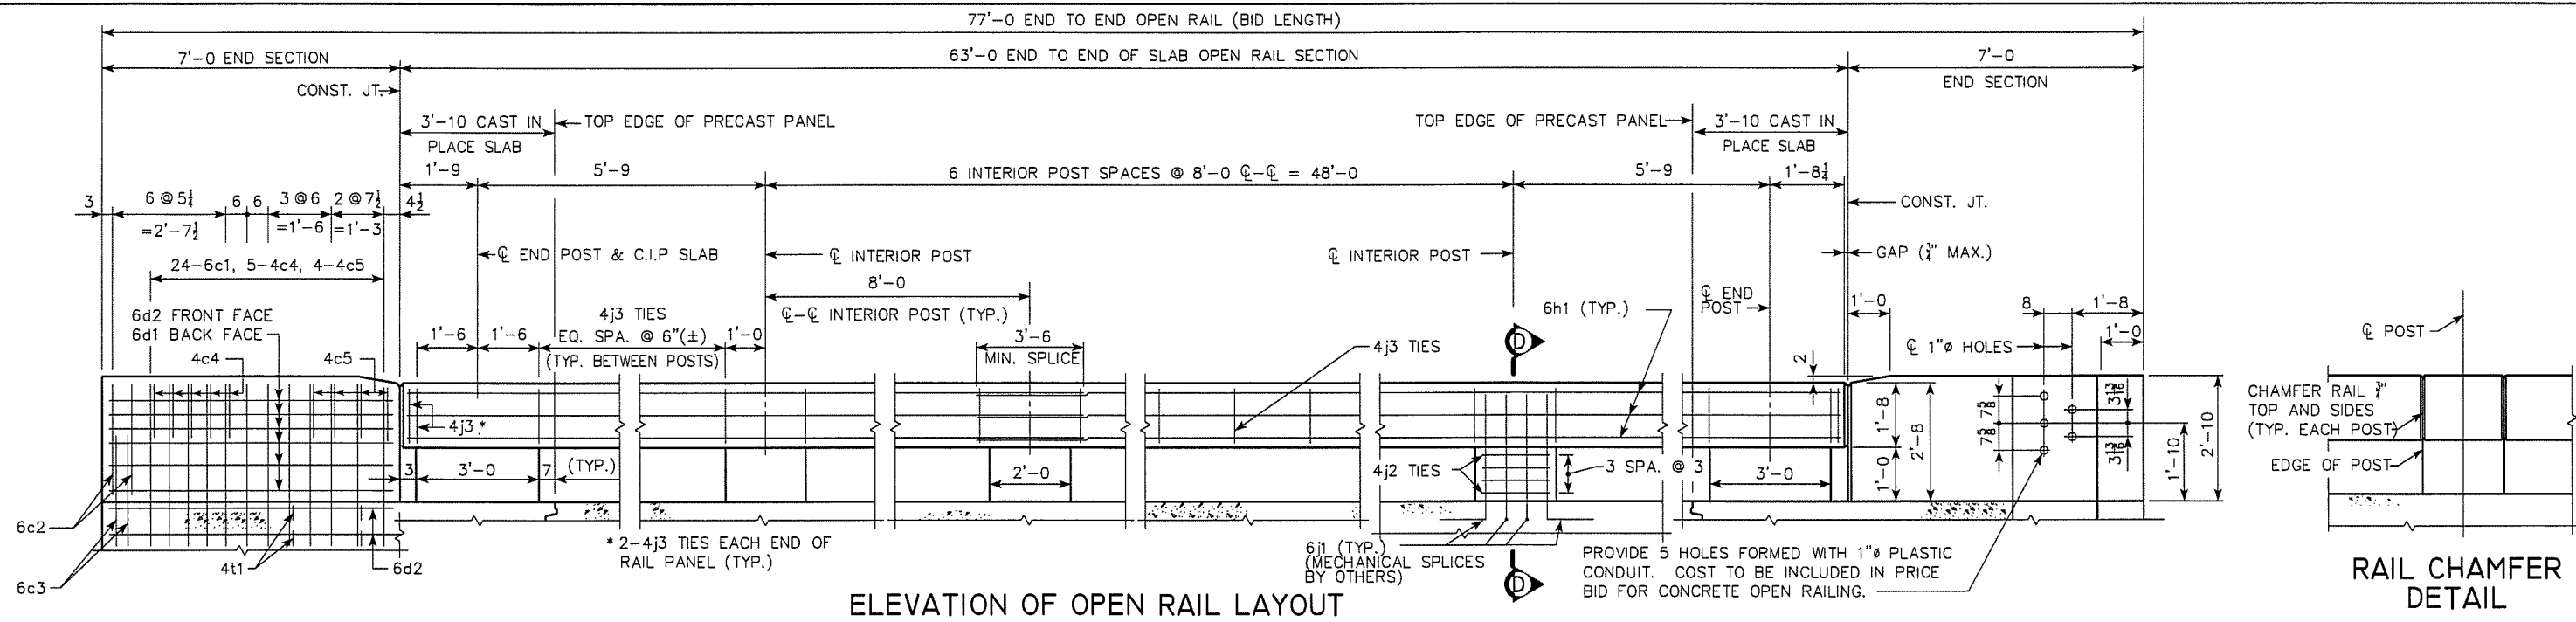 77'-0 END TO END OPEN RAIL (BID LENGTH)
7'-0 END SECTION
63'-0 END TO END OF SLAB OPEN RAIL SECTION
7'-0
END SECTION
CONST. JT.
3'-10 CAST IN
PLACE SLAB
TOP EDGE OF PRECAST PANEL
TOP EDGE OF PRECAST PANEL
3'-10 CAST IN
PLACE SLAB
1'-9
5'-9
6 INTERIOR POST SPACES @ 8'-0 ℄-℄ = 48'-0
5'-9
1'-8¼
3
6 @ 5¼
=2'-7½
6
6
3 @ 6
=1'-6
2 @ 7½
=1'-3
4½
CONST. JT.
℄ END POST & C.I.P SLAB
℄ INTERIOR POST
℄ INTERIOR POST
GAP (¾" MAX.)
24-6c1, 5-4c4, 4-4c5
8'-0
℄-℄ INTERIOR POST (TYP.)
6h1 (TYP.)
℄ END
POST
1'-0
8
1'-8
1'-0
6d2 FRONT FACE
6d1 BACK FACE
4c4
4c5
1'-6
1'-6
4j3 TIES
EQ. SPA. @ 6"(±)
(TYP. BETWEEN POSTS)
1'-0
3'-6
MIN. SPLICE
4j3 TIES
D
℄ 1"ø HOLES
2
℄ POST
CHAMFER RAIL ¾"
TOP AND SIDES
(TYP. EACH POST)
EDGE OF POST
4j3 *
1'-8
2'-8
1'-0
7⅝
7⅝
3 13/16
3 13/16
1'-10
2'-10
3
3'-0
7
(TYP.)
2'-0
4j2 TIES
3 SPA. @ 3
3'-0
6c2
6c3
4t1
6d2
* 2-4j3 TIES EACH END OF
RAIL PANEL (TYP.)
6j1 (TYP.)
(MECHANICAL SPLICES
BY OTHERS)
D
PROVIDE 5 HOLES FORMED WITH 1"ø PLASTIC
CONDUIT. COST TO BE INCLUDED IN PRICE
BID FOR CONCRETE OPEN RAILING.
ELEVATION OF OPEN RAIL LAYOUT
RAIL CHAMFER
DETAIL